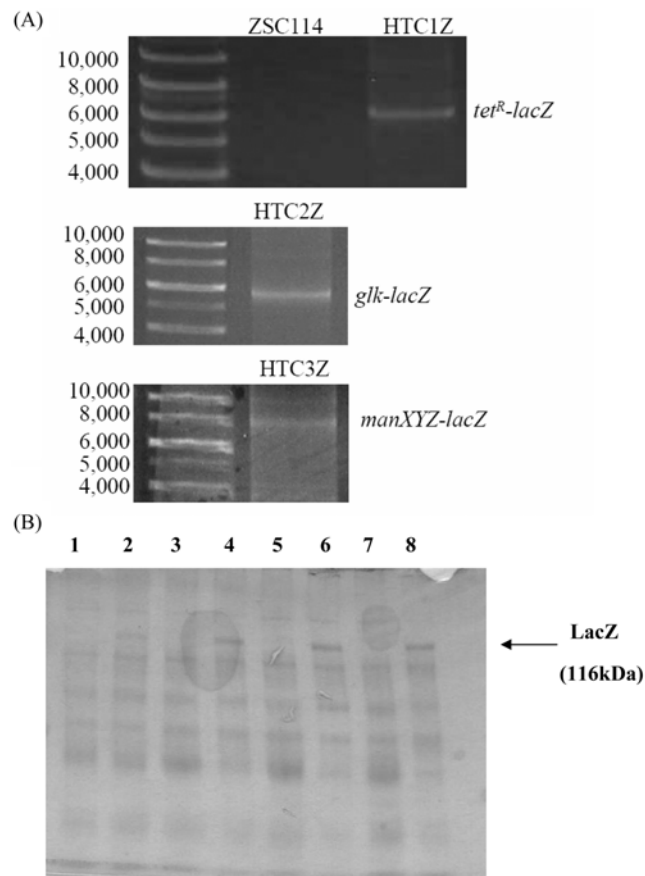 (A)
ZSC114 HTC1Z
10,000
8,000
6,000
5,000
4,000
tetᴿ-lacZ
HTC2Z
10,000
8,000
6,000
5,000
4,000
glk-lacZ
HTC3Z
10,000
8,000
6,000
5,000
4,000
manXYZ-lacZ
(B)
1 2 3 4 5 6 7 8
LacZ
(116kDa)